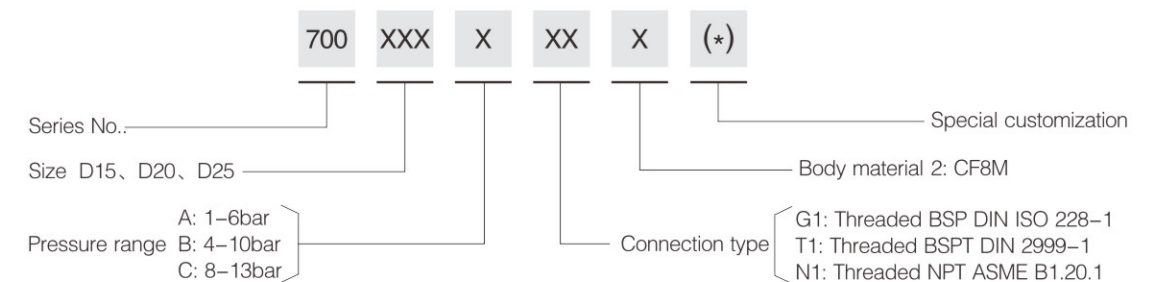 700 XXX X XX X (*)
Series No..
Special customization
Size D15、D20、D25
Body material 2: CF8M
A: 1-6bar
Pressure range B: 4-10bar
C: 8-13bar
Connection type
G1: Threaded BSP DIN ISO 228-1
T1: Threaded BSPT DIN 2999-1
N1: Threaded NPT ASME B1.20.1